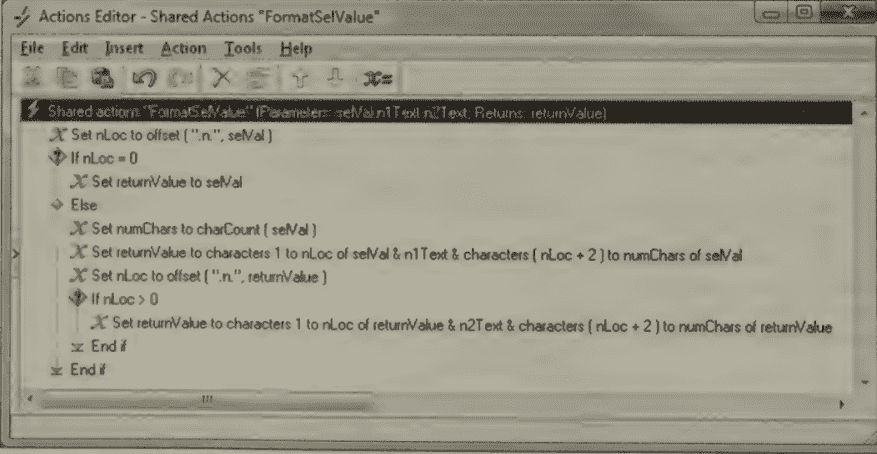 Actions Editor - Shared Actions "FormatSelValue"
File Edit Insert Action Tools Help
X=
Shared actions "FormatSelValue" (Parameters: selVal,n1Text,n2Text; Returns: returnValue)
X Set nLoc to offset ( ".n.", selVal )
If nLoc = 0
X Set returnValue to selVal
Else
X Set numChars to charCount ( selVal )
X Set returnValue to characters 1 to nLoc of selVal & n1Text & characters ( nLoc + 2 ) to numChars of selVal
X Set nLoc to offset ( ".n.", returnValue )
If nLoc > 0
X Set returnValue to characters 1 to nLoc of returnValue & n2Text & characters ( nLoc + 2 ) to numChars of returnValue
End if
End if